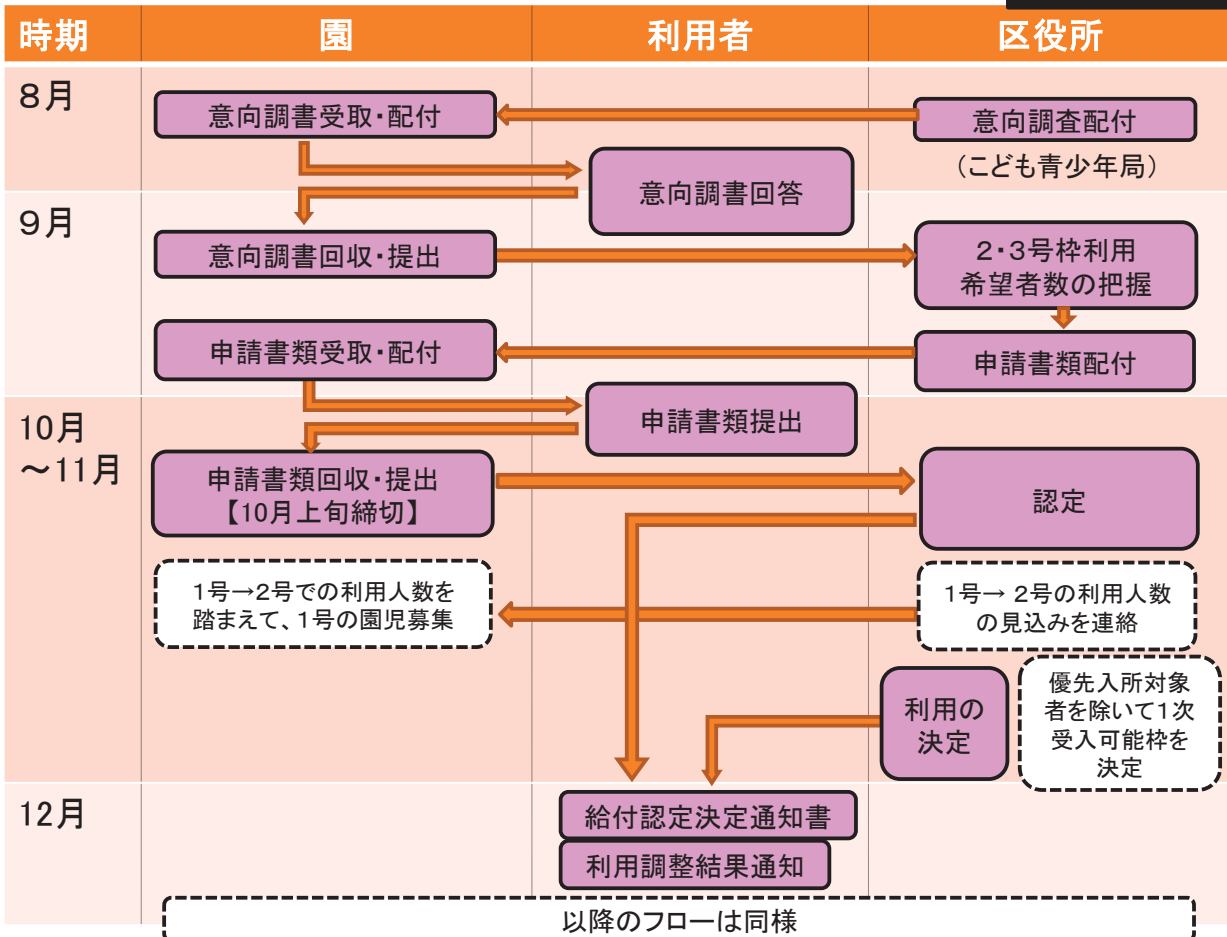 時期
園
利用者
区役所
8月
意向調書受取・配付
意向調査配付
(こども青少年局)
意向調書回答
9月
意向調書回収・提出
2・3号枠利用
希望者数の把握
申請書類受取・配付
申請書類配付
10月
～11月
申請書類提出
申請書類回収・提出
【10月上旬締切】
認定
1号→2号での利用人数を
踏まえて、1号の園児募集
1号→ 2号の利用人数
の見込みを連絡
利用の
決定
優先入所対象
者を除いて1次
受入可能枠を
決定
12月
給付認定決定通知書
利用調整結果通知
以降のフローは同様